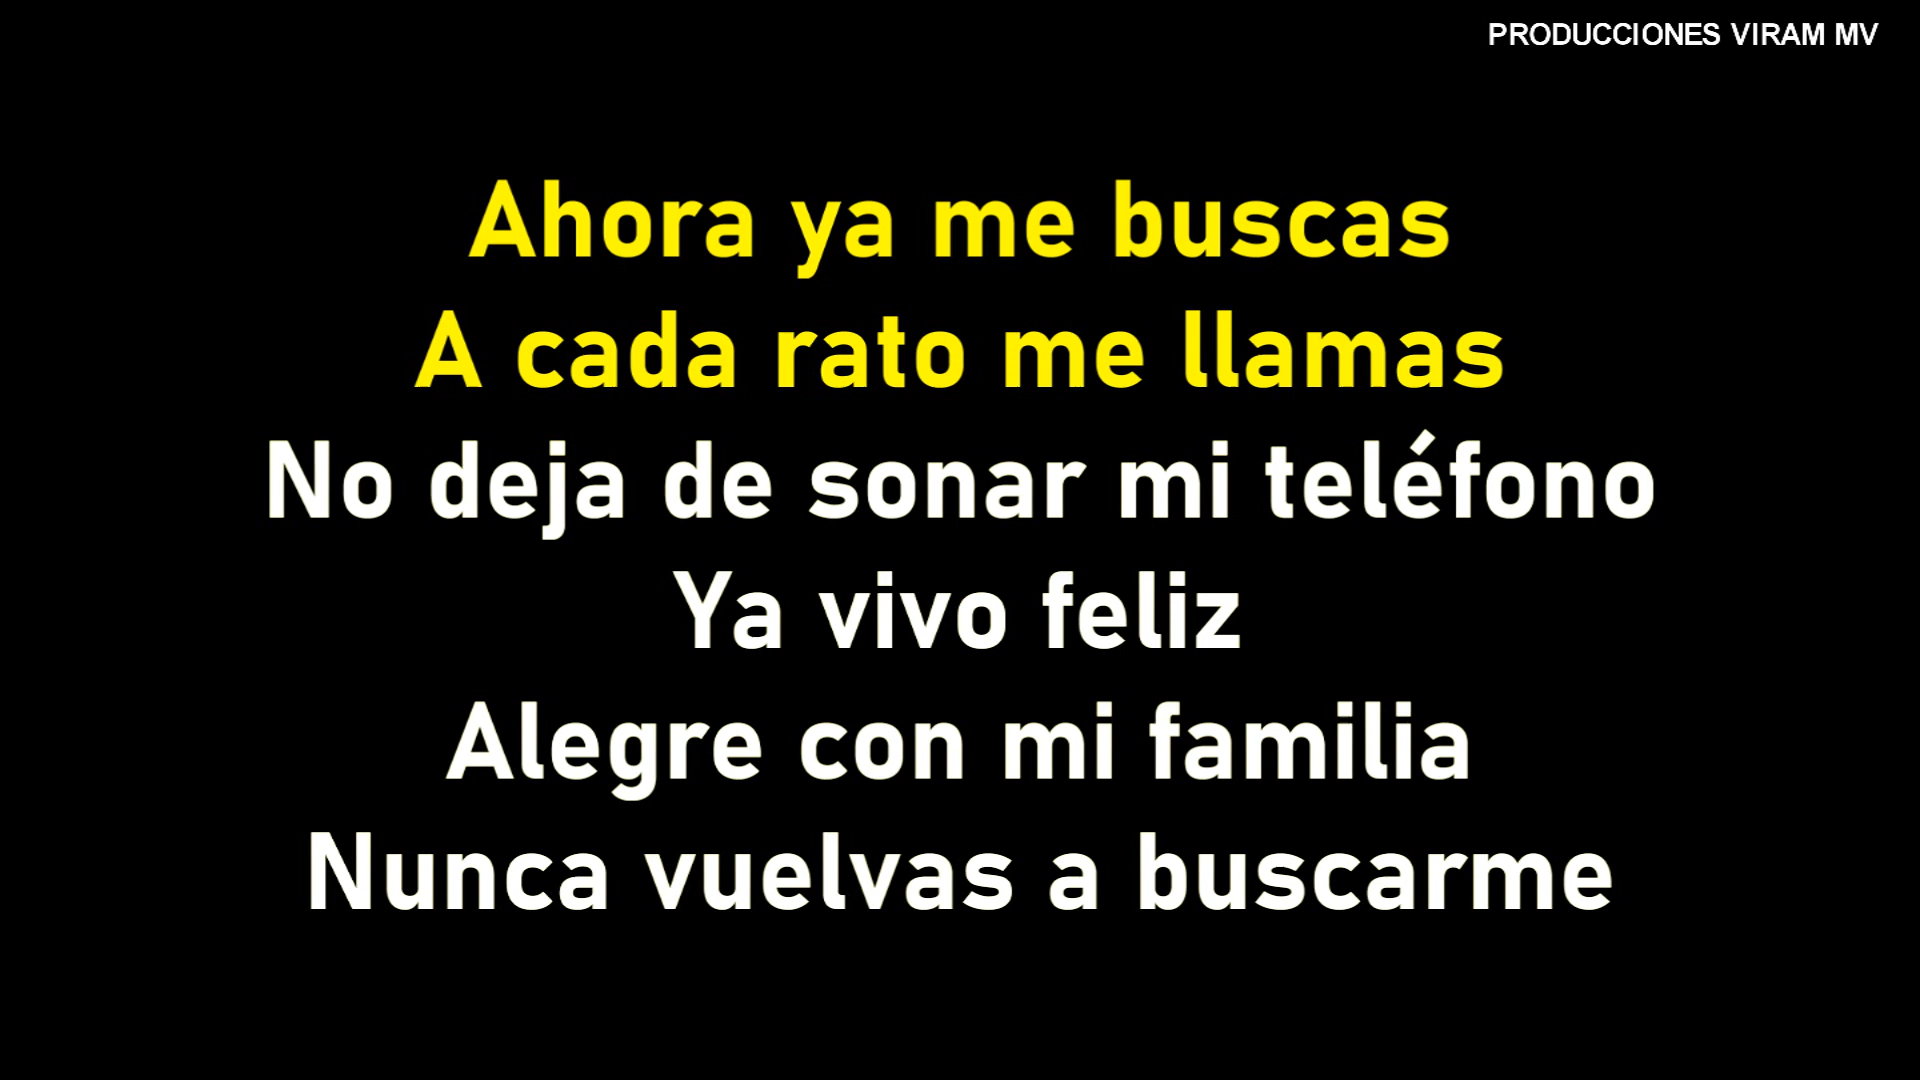 PRODUCCIONES VIRAM MV
Ahora ya me buscas
A cada rato me llamas
No deja de sonar mi teléfono
Ya vivo feliz
Alegre con mi familia
Nunca vuelvas a buscarme